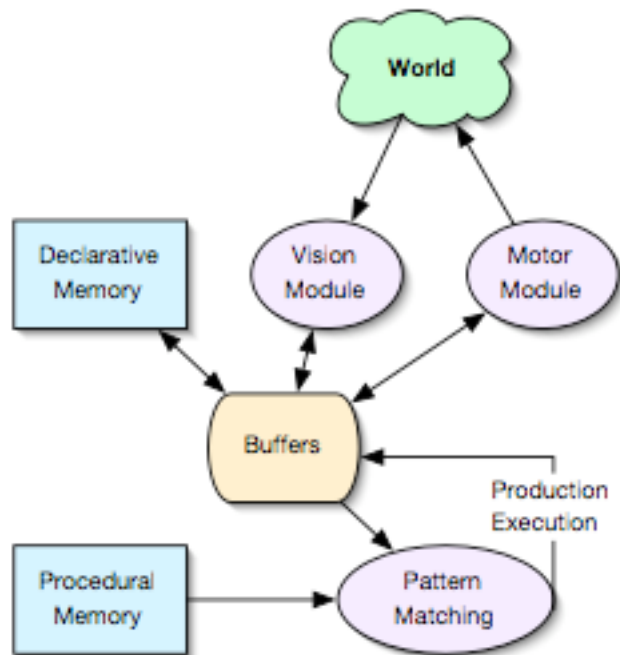 World
Declarative
Memory
Vision
Module
Motor
Module
Buffers
Production
Execution
Procedural
Memory
Pattern
Matching